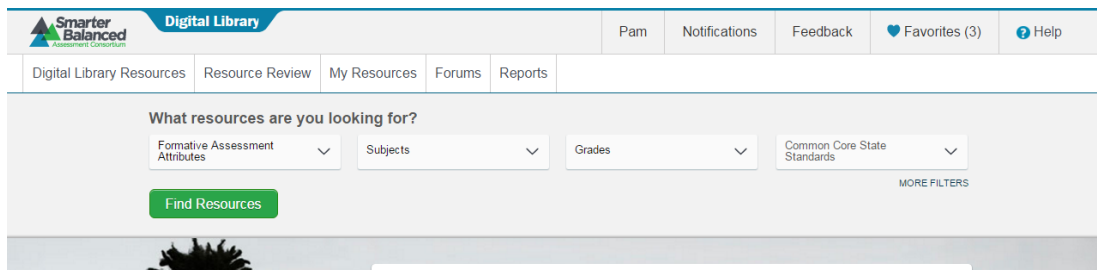 Smarter
Balanced
Assessment Consortium
Digital Library
Pam
Notifications
Feedback
Favorites (3)
Help
Digital Library Resources
Resource Review
My Resources
Forums
Reports
What resources are you looking for?
Formative Assessment
Attributes
Subjects
Grades
Common Core State
Standards
MORE FILTERS
Find Resources